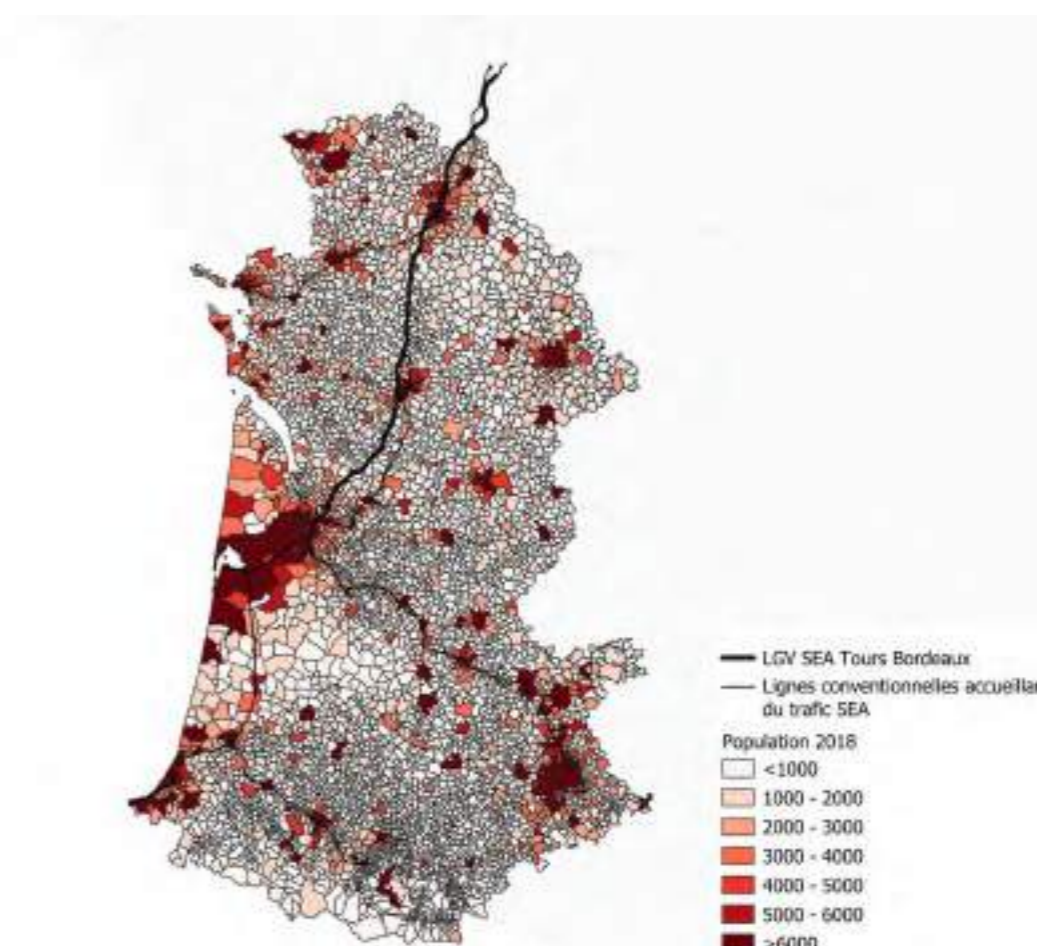 LGV SEA Tours Bordeaux
Lignes conventionnelles accueillan
du trafic SEA
Population 2018
<1000
1000 - 2000
2000 - 3000
3000 - 4000
4000 - 5000
5000 - 6000
>6000